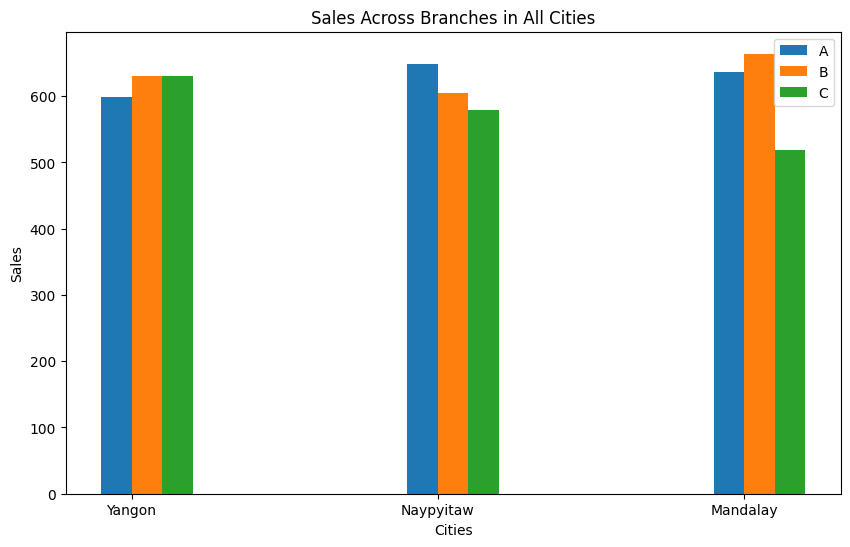 Sales Across Branches in All Cities
A
B
C
600
500
400
300
200
100
0
Sales
Yangon
Naypyitaw
Mandalay
Cities